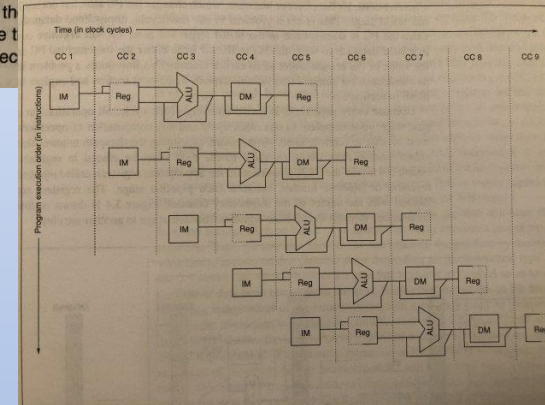 th
e t
ec
Time (in clock cycles)
CC 1 CC 2 CC 3 CC 4 CC 5 CC 6 CC 7 CC 8 CC 9
Program execution order (in instructions)
IM Reg ALU DM Reg
IM Reg ALU DM Reg
IM Reg ALU DM Reg
IM Reg ALU DM Reg
IM Reg ALU DM Re